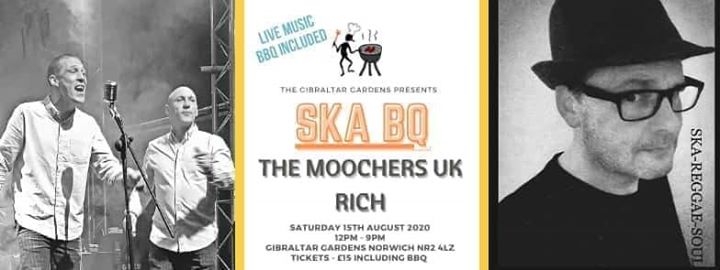 LIVE MUSIC
BBQ INCLUDED
THE GIBRALTAR GARDENS PRESENTS
SKA BQ
THE MOOCHERS UK
RICH
SATURDAY 15TH AUGUST 2020
12PM - 9PM
GIBRALTAR GARDENS NORWICH NR2 4LZ
TICKETS - £15 INCLUDING BBQ
SKA-REGGAE-SOUL